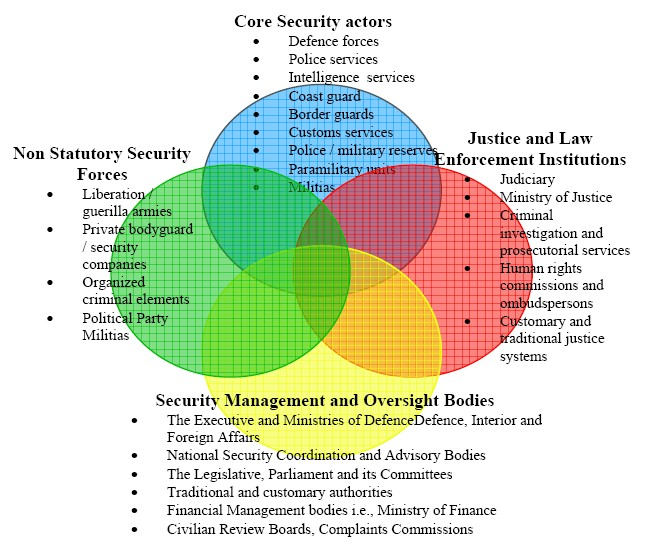 Core Security actors
• Defence forces
• Police services
• Intelligence  services
• Coast guard
• Border guards
• Customs services
• Police / military reserves
• Paramilitary units
• Militias
Justice and Law
Enforcement Institutions
• Judiciary
• Ministry of Justice
• Criminal
investigation and
prosecutorial services
• Human rights
commissions and
ombudspersons
• Customary and
traditional justice
systems
Non Statutory Security
Forces
• Liberation /
guerilla armies
• Private bodyguard
/ security
companies
• Organized
criminal elements
• Political Party
Militias
Security Management and Oversight Bodies
• The Executive and Ministries of DefenceDefence, Interior and
Foreign Affairs
• National Security Coordination and Advisory Bodies
• The Legislative, Parliament and its Committees
• Traditional and customary authorities
• Financial Management bodies i.e., Ministry of Finance
• Civilian Review Boards, Complaints Commissions